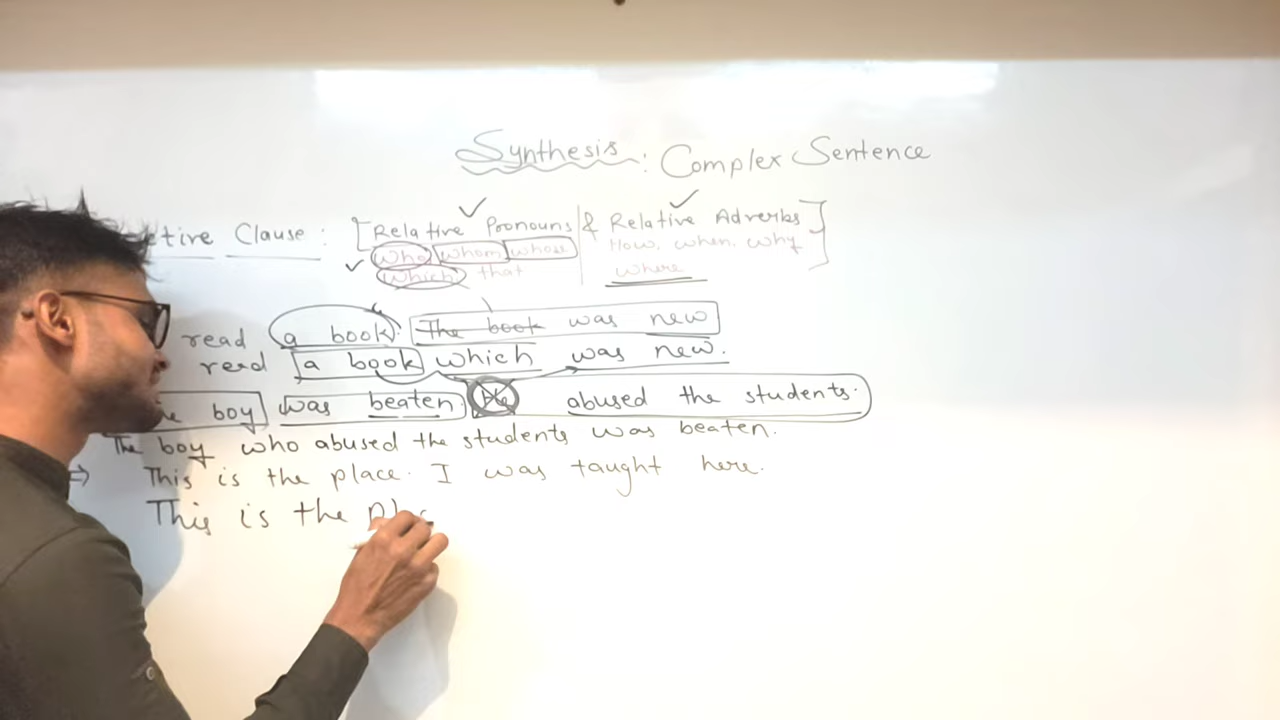 Synthesis : Complex Sentence
Clause : [Relative Pronouns & Relative Adverbs]
who whom whose How, when, why
which that where
read a book. The book was new
read a book which was new.
boy was beaten abused the students.
The boy who abused the students was beaten.
⇒ This is the place. I was taught here.
This is the